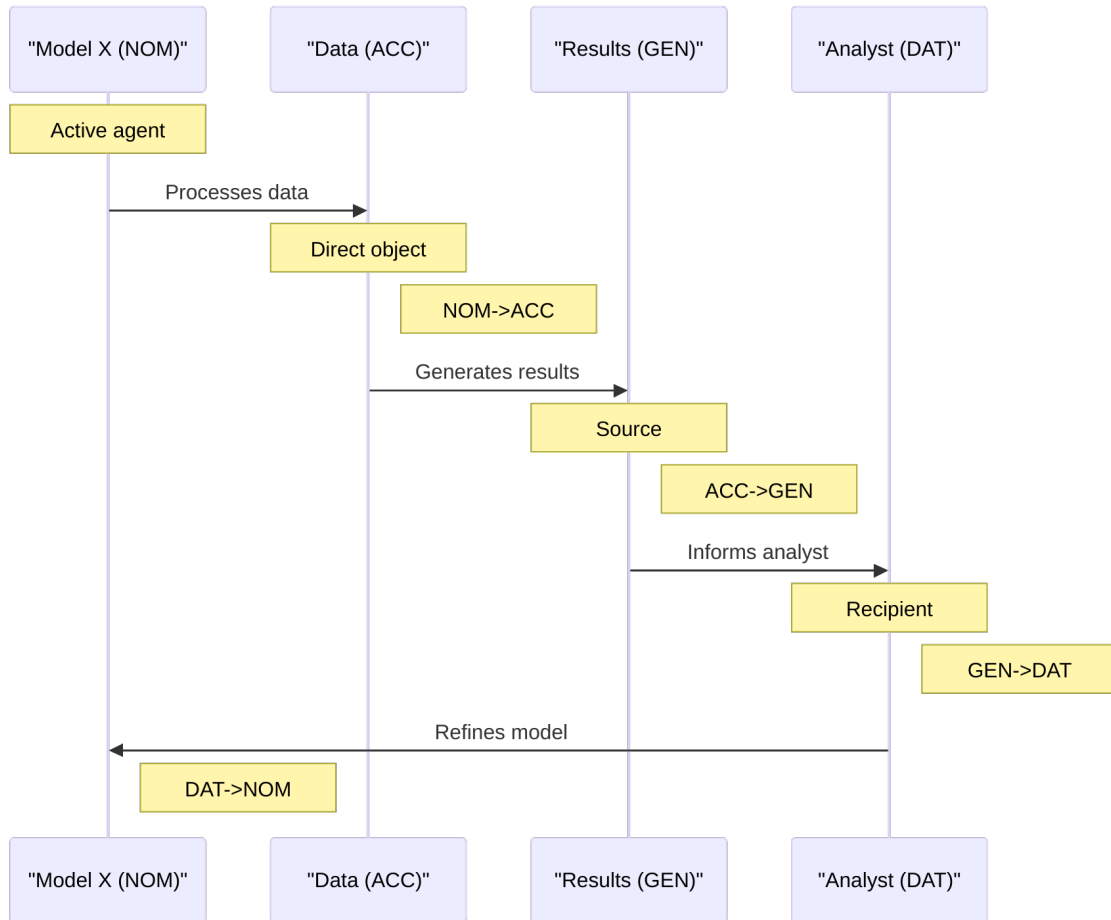 "Model X (NOM)"
"Data (ACC)"
"Results (GEN)"
"Analyst (DAT)"
Active agent
Processes data
Direct object
NOM->ACC
Generates results
Source
ACC->GEN
Informs analyst
Recipient
GEN->DAT
Refines model
DAT->NOM
"Model X (NOM)"
"Data (ACC)"
"Results (GEN)"
"Analyst (DAT)"